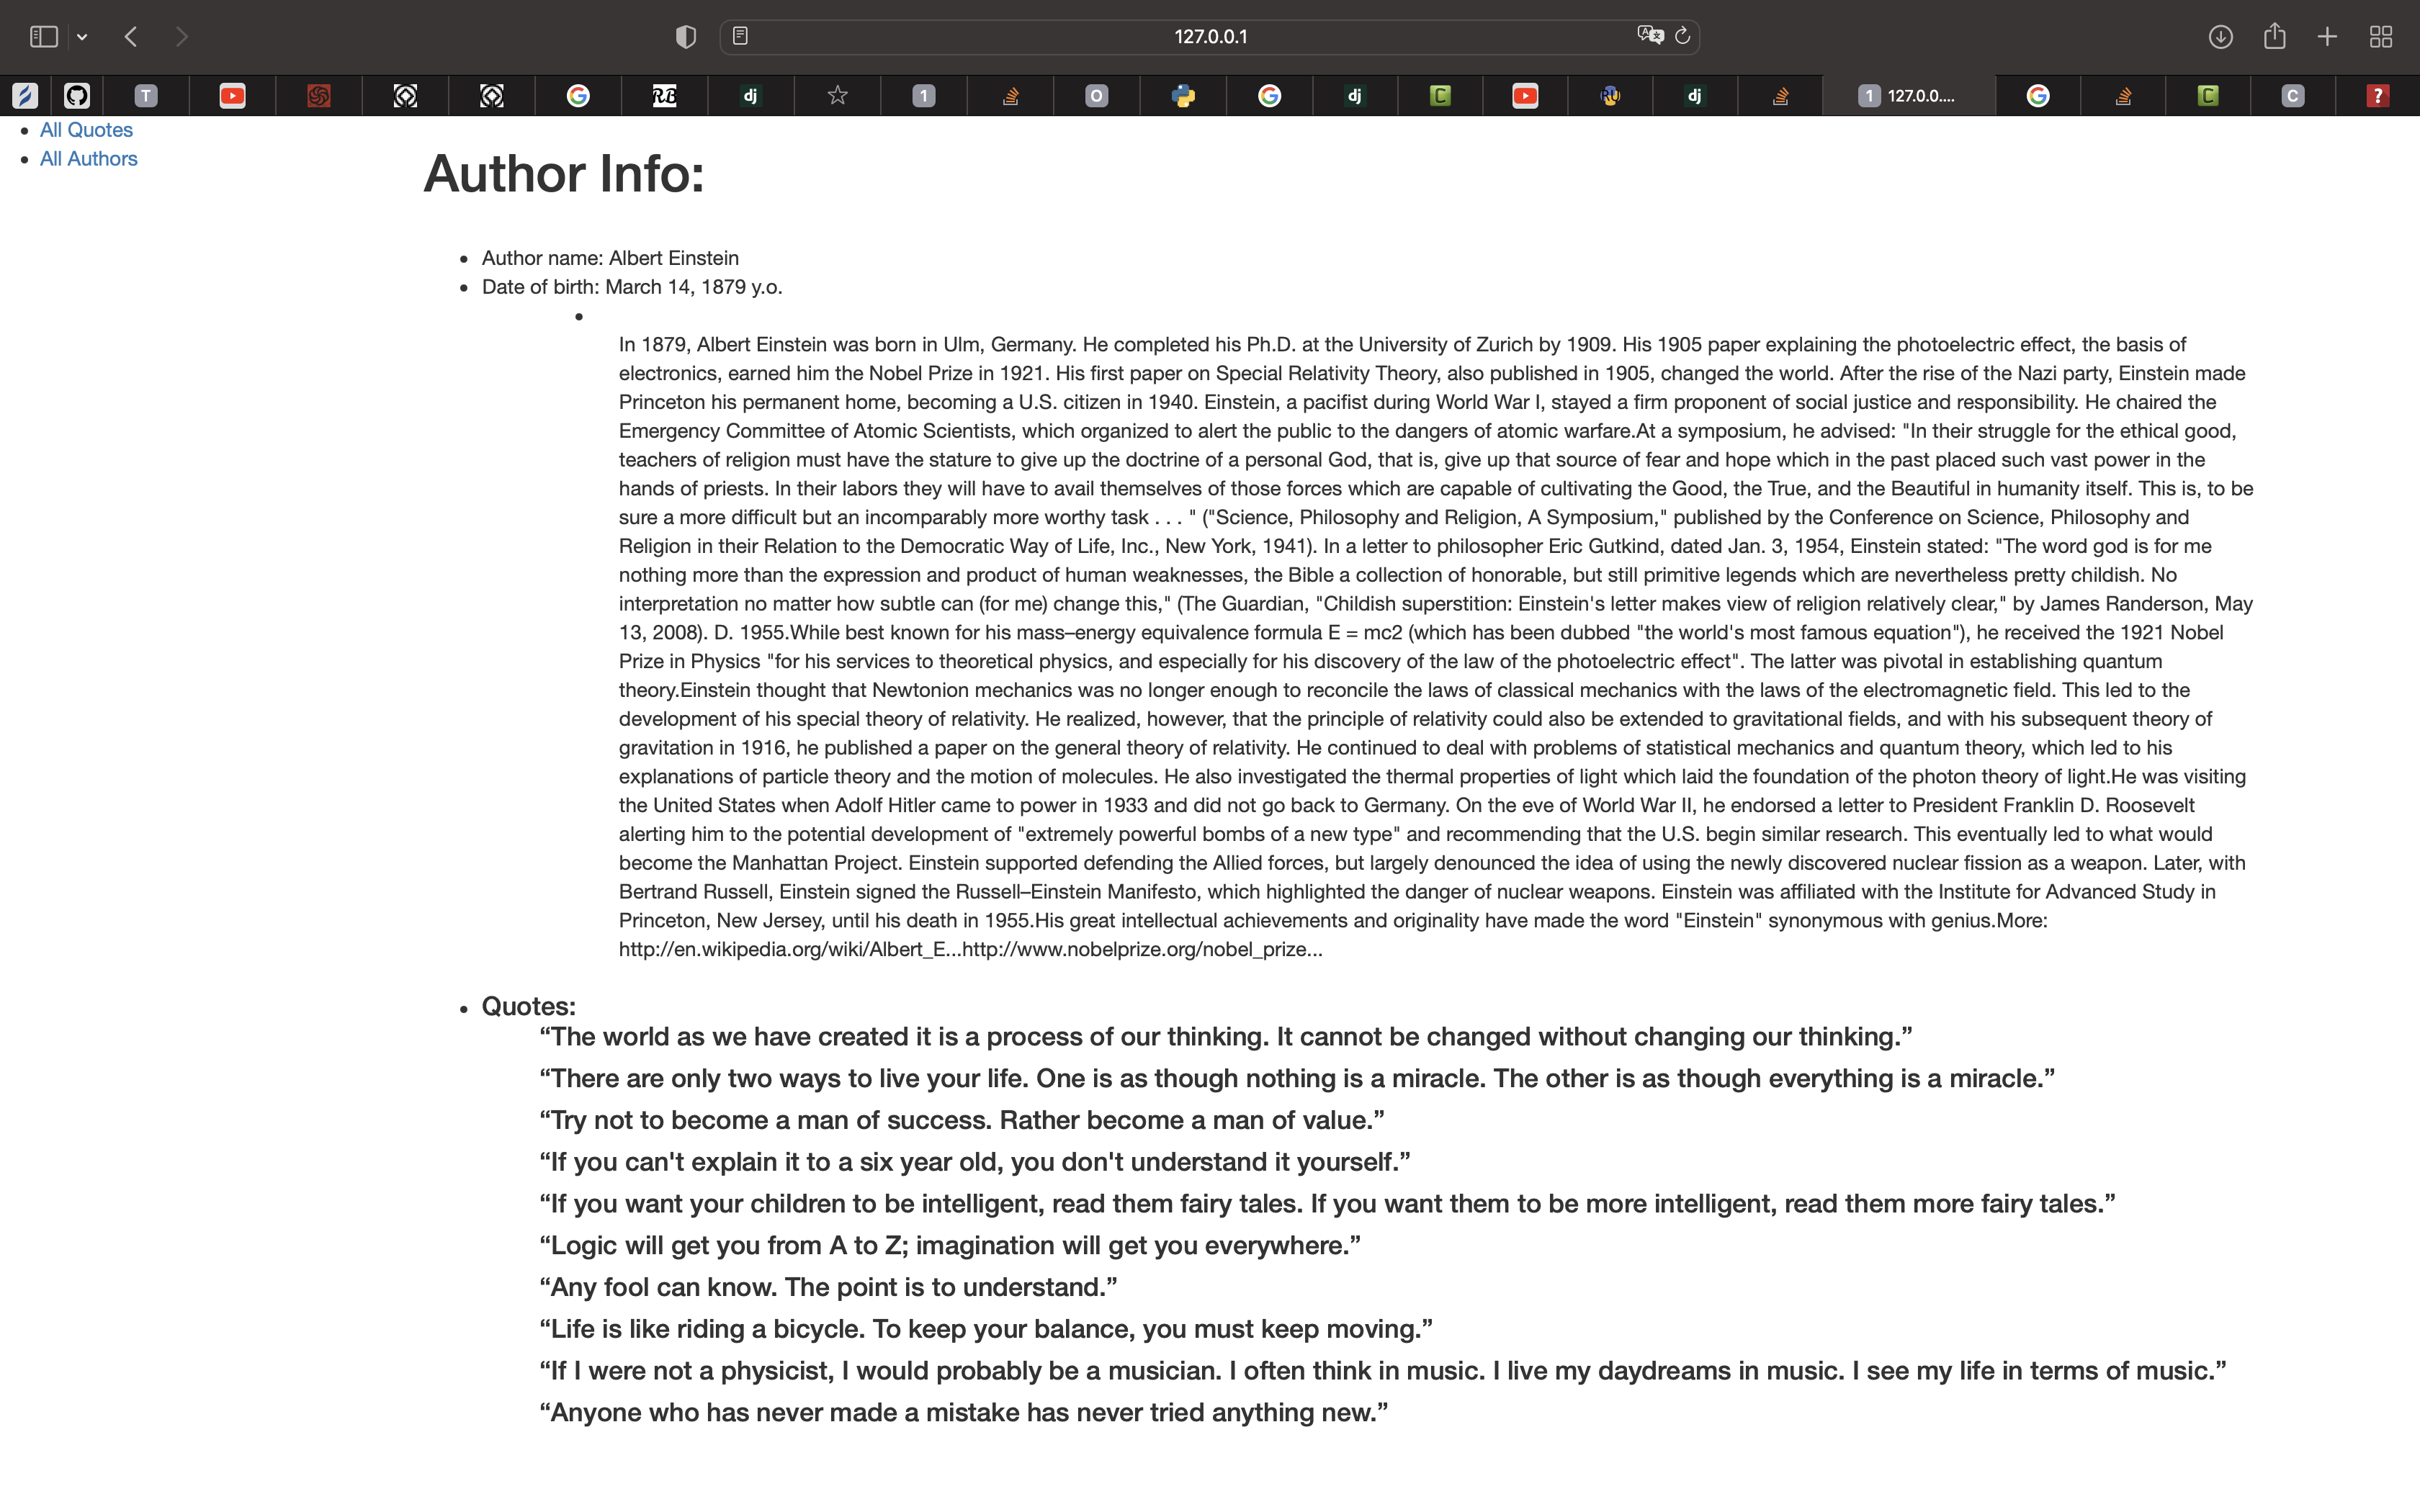 127.0.0.1
T
dj
1
O
dj
C
dj
1 127.0.0....
C
C
?
All Quotes
All Authors
Author Info:
Author name: Albert Einstein
Date of birth: March 14, 1879 y.o.
In 1879, Albert Einstein was born in Ulm, Germany. He completed his Ph.D. at the University of Zurich by 1909. His 1905 paper explaining the photoelectric effect, the basis of
electronics, earned him the Nobel Prize in 1921. His first paper on Special Relativity Theory, also published in 1905, changed the world. After the rise of the Nazi party, Einstein made
Princeton his permanent home, becoming a U.S. citizen in 1940. Einstein, a pacifist during World War I, stayed a firm proponent of social justice and responsibility. He chaired the
Emergency Committee of Atomic Scientists, which organized to alert the public to the dangers of atomic warfare.At a symposium, he advised: "In their struggle for the ethical good,
teachers of religion must have the stature to give up the doctrine of a personal God, that is, give up that source of fear and hope which in the past placed such vast power in the
hands of priests. In their labors they will have to avail themselves of those forces which are capable of cultivating the Good, the True, and the Beautiful in humanity itself. This is, to be
sure a more difficult but an incomparably more worthy task . . . " ("Science, Philosophy and Religion, A Symposium," published by the Conference on Science, Philosophy and
Religion in their Relation to the Democratic Way of Life, Inc., New York, 1941). In a letter to philosopher Eric Gutkind, dated Jan. 3, 1954, Einstein stated: "The word god is for me
nothing more than the expression and product of human weaknesses, the Bible a collection of honorable, but still primitive legends which are nevertheless pretty childish. No
interpretation no matter how subtle can (for me) change this," (The Guardian, "Childish superstition: Einstein's letter makes view of religion relatively clear," by James Randerson, May
13, 2008). D. 1955.While best known for his mass–energy equivalence formula E = mc2 (which has been dubbed "the world's most famous equation"), he received the 1921 Nobel
Prize in Physics "for his services to theoretical physics, and especially for his discovery of the law of the photoelectric effect". The latter was pivotal in establishing quantum
theory.Einstein thought that Newtonion mechanics was no longer enough to reconcile the laws of classical mechanics with the laws of the electromagnetic field. This led to the
development of his special theory of relativity. He realized, however, that the principle of relativity could also be extended to gravitational fields, and with his subsequent theory of
gravitation in 1916, he published a paper on the general theory of relativity. He continued to deal with problems of statistical mechanics and quantum theory, which led to his
explanations of particle theory and the motion of molecules. He also investigated the thermal properties of light which laid the foundation of the photon theory of light.He was visiting
the United States when Adolf Hitler came to power in 1933 and did not go back to Germany. On the eve of World War II, he endorsed a letter to President Franklin D. Roosevelt
alerting him to the potential development of "extremely powerful bombs of a new type" and recommending that the U.S. begin similar research. This eventually led to what would
become the Manhattan Project. Einstein supported defending the Allied forces, but largely denounced the idea of using the newly discovered nuclear fission as a weapon. Later, with
Bertrand Russell, Einstein signed the Russell–Einstein Manifesto, which highlighted the danger of nuclear weapons. Einstein was affiliated with the Institute for Advanced Study in
Princeton, New Jersey, until his death in 1955.His great intellectual achievements and originality have made the word "Einstein" synonymous with genius.More:
http://en.wikipedia.org/wiki/Albert_E...http://www.nobelprize.org/nobel_prize...
Quotes:
“The world as we have created it is a process of our thinking. It cannot be changed without changing our thinking.”
“There are only two ways to live your life. One is as though nothing is a miracle. The other is as though everything is a miracle.”
“Try not to become a man of success. Rather become a man of value.”
“If you can't explain it to a six year old, you don't understand it yourself.”
“If you want your children to be intelligent, read them fairy tales. If you want them to be more intelligent, read them more fairy tales.”
“Logic will get you from A to Z; imagination will get you everywhere.”
“Any fool can know. The point is to understand.”
“Life is like riding a bicycle. To keep your balance, you must keep moving.”
“If I were not a physicist, I would probably be a musician. I often think in music. I live my daydreams in music. I see my life in terms of music.”
“Anyone who has never made a mistake has never tried anything new.”